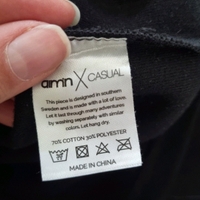 aim'n X CASUAL
This piece is designed in southern
Sweden and is made with a lot of love.
Let it last through many adventures
by washing separately with similar
colors. Let hang dry.
70% COTTON 30% POLYESTER
MADE IN CHINA